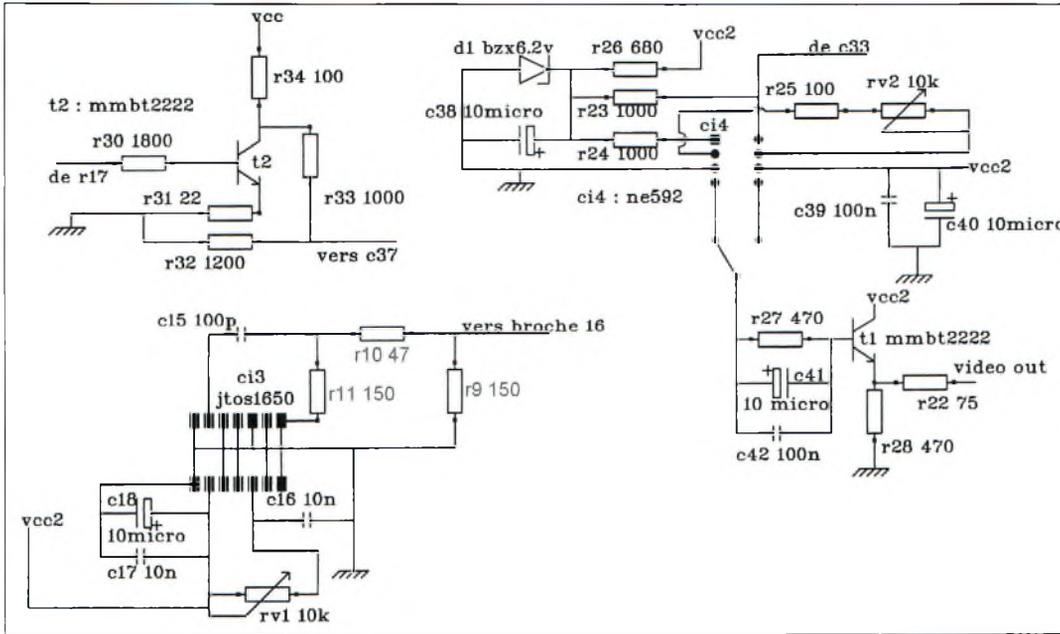 vcc
r34 100
t2 : mmbt2222
r30 1800
t2
de r17
r31 22
r33 1000
r32 1200
vers c37
d1 bzx6.2v
r26 680
vcc2
de c33
r25 100
rv2 10k
c38 10micro
r23 1000
ci4
r24 1000
vcc2
ci4 : ne592
c39 100n
c40 10micro
c15 100p
vers broche 16
r10 47
ci3
jtos1650
r11 150
r9 150
c18
c16 10n
vcc2
10micro
c17 10n
rv1 10k
vcc2
r27 470
t1 mmbt2222
c41
video out
10 micro
r22 75
c42 100n
r28 470